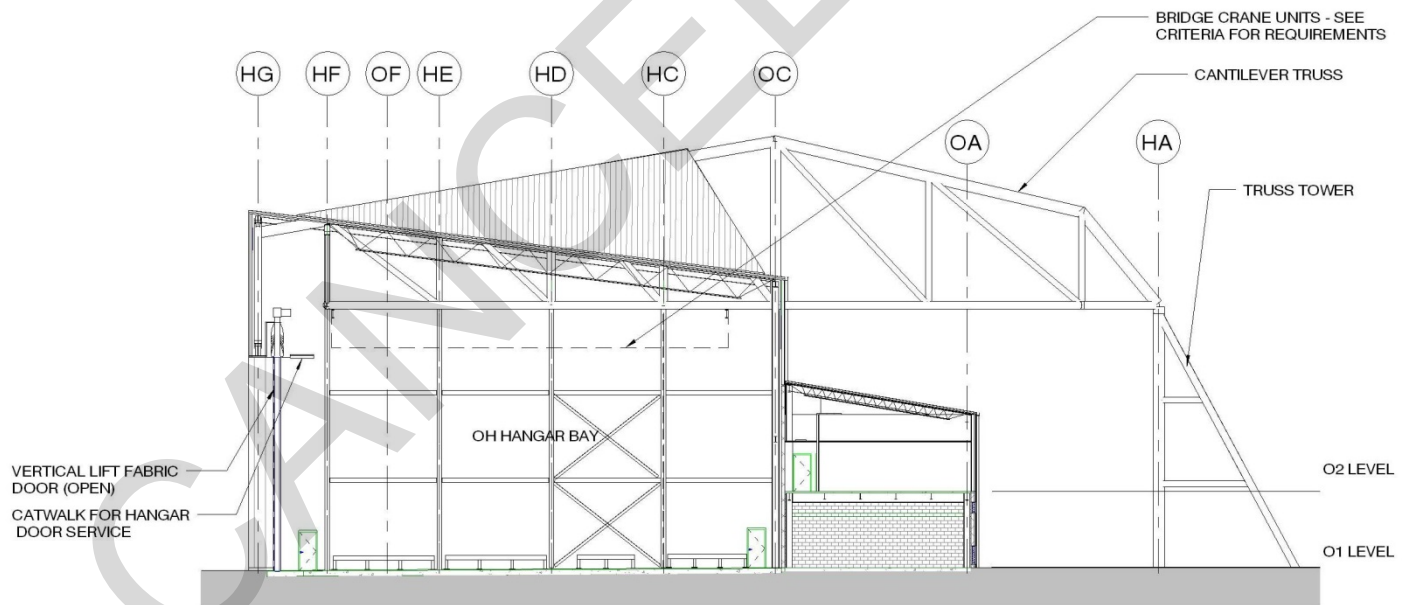 BRIDGE CRANE UNITS - SEE
CRITERIA FOR REQUIREMENTS
HG
HF
OF
HE
HD
HC
OC
CANTILEVER TRUSS
OA
HA
TRUSS TOWER
OH HANGAR BAY
VERTICAL LIFT FABRIC
DOOR (OPEN)
CATWALK FOR HANGAR
DOOR SERVICE
O2 LEVEL
O1 LEVEL
CANCEL